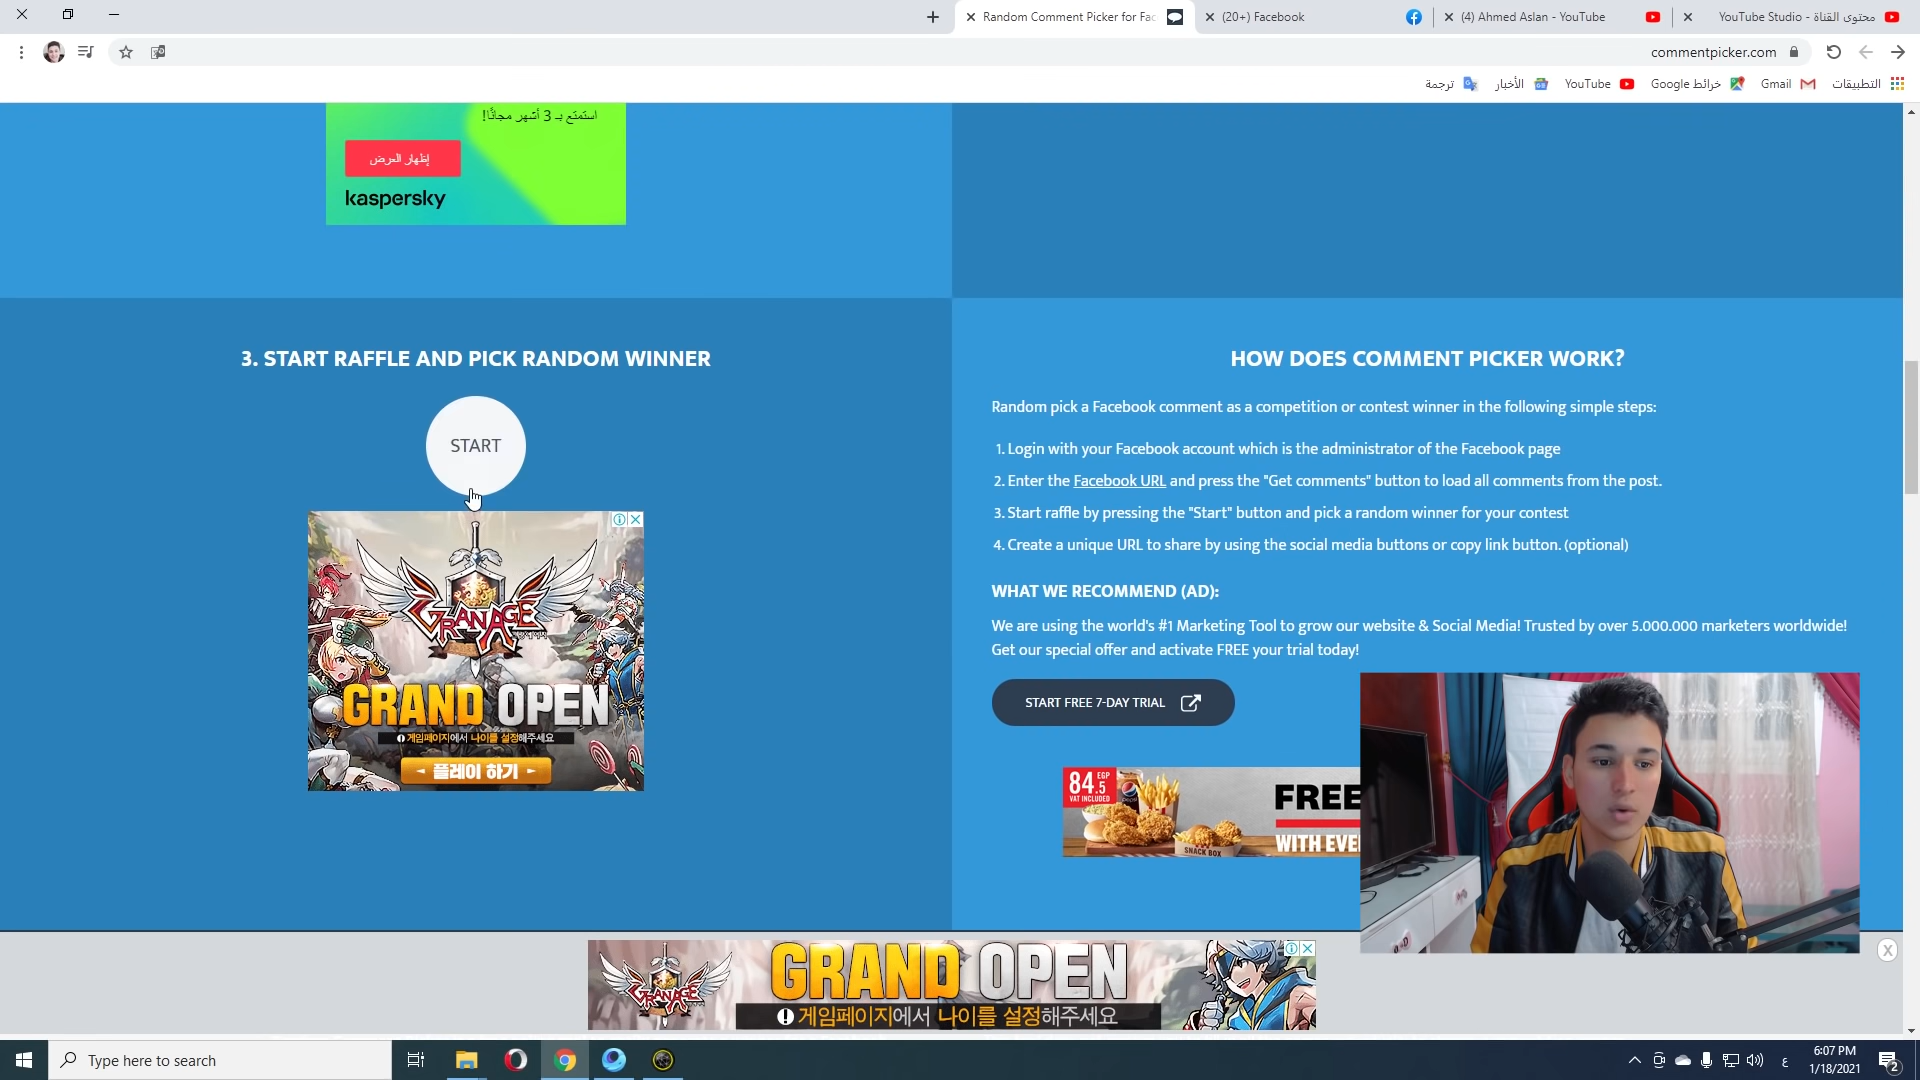 Random Comment Picker for Fac
(20+) Facebook
(4) Ahmed Aslan - YouTube
محتوى القناة - YouTube Studio
commentpicker.com
ترجمة
الأخبار
YouTube
خرائط Google
Gmail
التطبيقات
استمتع بـ 3 أشهر مجانًا!
إظهار العرض
kaspersky
3. START RAFFLE AND PICK RANDOM WINNER
START
GRANAGE
GRAND OPEN
게임페이지에서 나이를 설정해주세요
플레이 하기
HOW DOES COMMENT PICKER WORK?
Random pick a Facebook comment as a competition or contest winner in the following simple steps:
1. Login with your Facebook account which is the administrator of the Facebook page
2. Enter the Facebook URL and press the "Get comments" button to load all comments from the post.
3. Start raffle by pressing the "Start" button and pick a random winner for your contest
4. Create a unique URL to share by using the social media buttons or copy link button. (optional)
WHAT WE RECOMMEND (AD):
We are using the world's #1 Marketing Tool to grow our website & Social Media! Trusted by over 5.000.000 marketers worldwide!
Get our special offer and activate FREE your trial today!
START FREE 7-DAY TRIAL
84.5 EGP
VAT INCLUDED
pepsi
SNACK BOX
FREE
WITH EVE
GRANAGE
GRAND OPEN
게임페이지에서 나이를 설정해주세요
X
Type here to search
ع
6:07 PM
1/18/2021
2